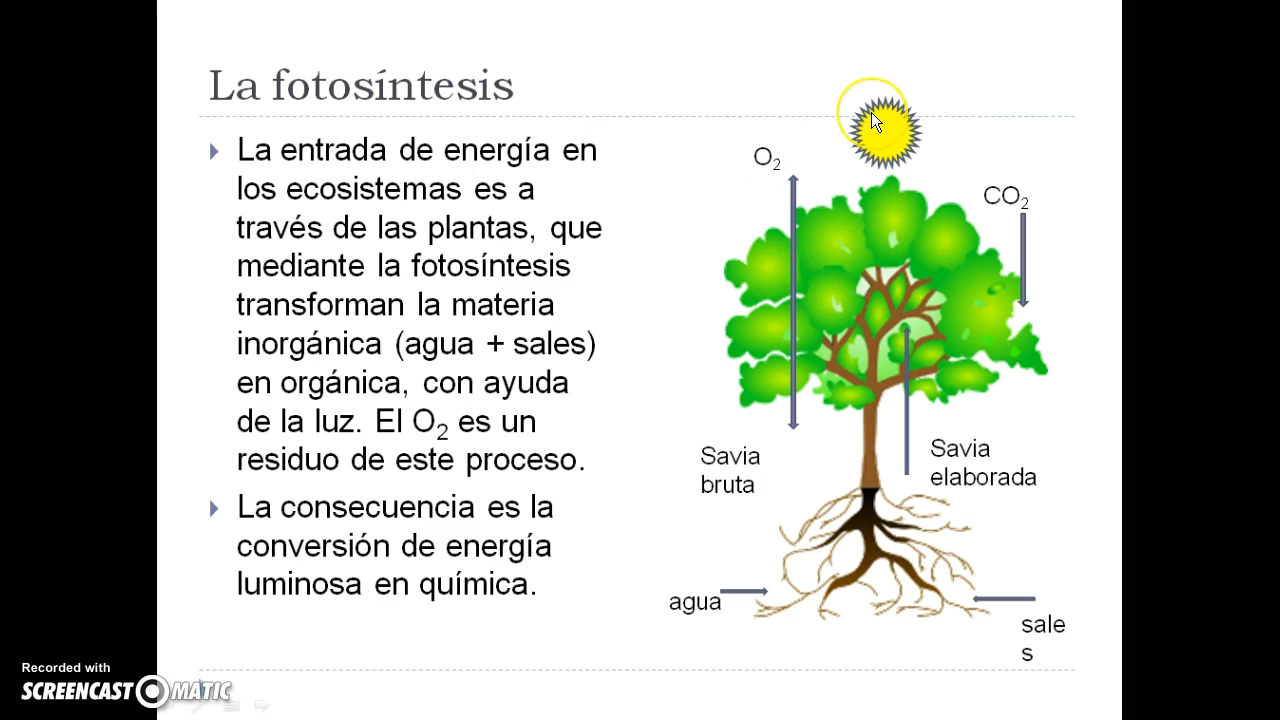 La fotosíntesis
La entrada de energía en
los ecosistemas es a
través de las plantas, que
mediante la fotosíntesis
transforman la materia
inorgánica (agua + sales)
en orgánica, con ayuda
de la luz. El O₂ es un
residuo de este proceso.
La consecuencia es la
conversión de energía
luminosa en química.
O₂
CO₂
Savia
bruta
Savia
elaborada
agua
sale
s
Recorded with
SCREENCAST O MATIC